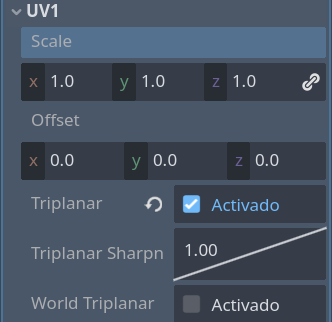 UV1
Scale
x 1.0 y 1.0 z 1.0
Offset
x 0.0 y 0.0 z 0.0
Triplanar Activado
Triplanar Sharpn 1.00
World Triplanar Activado